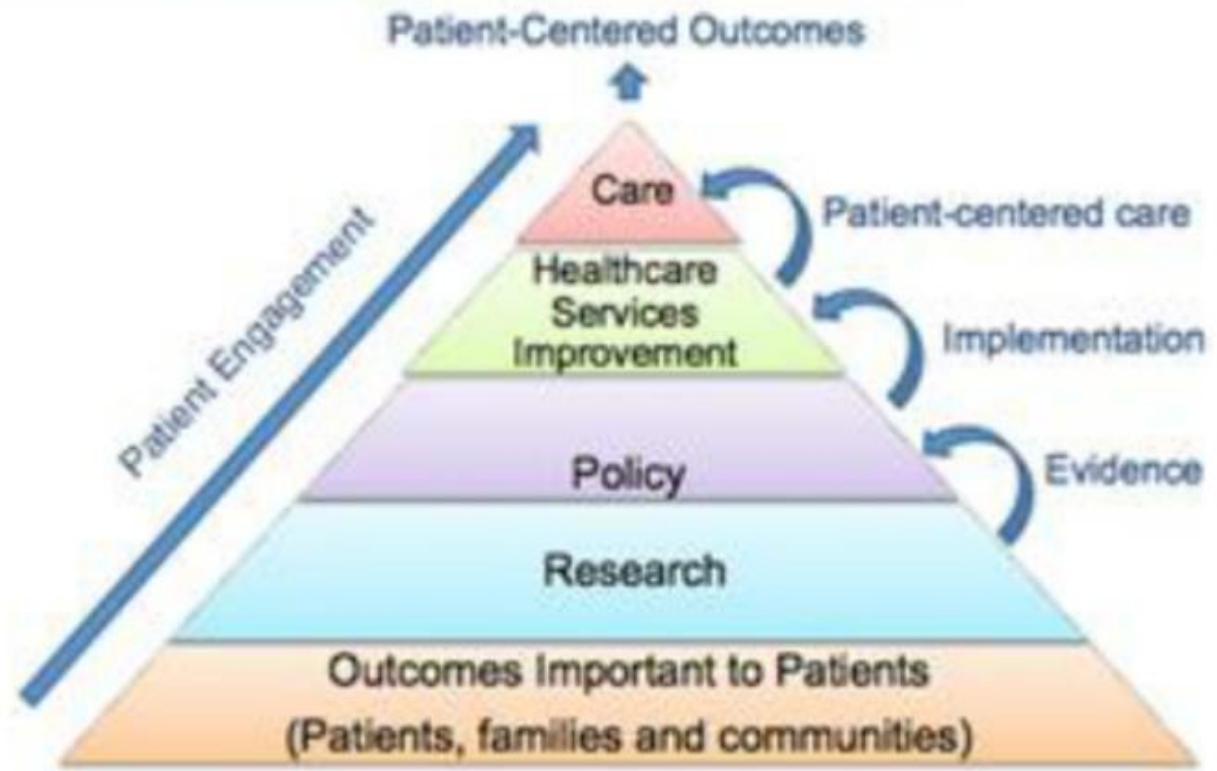 Patient-Centered Outcomes
Care
Patient-centered care
Patient Engagement
Healthcare
Services
Improvement
Implementation
Policy
Evidence
Research
Outcomes Important to Patients
(Patients, families and communities)